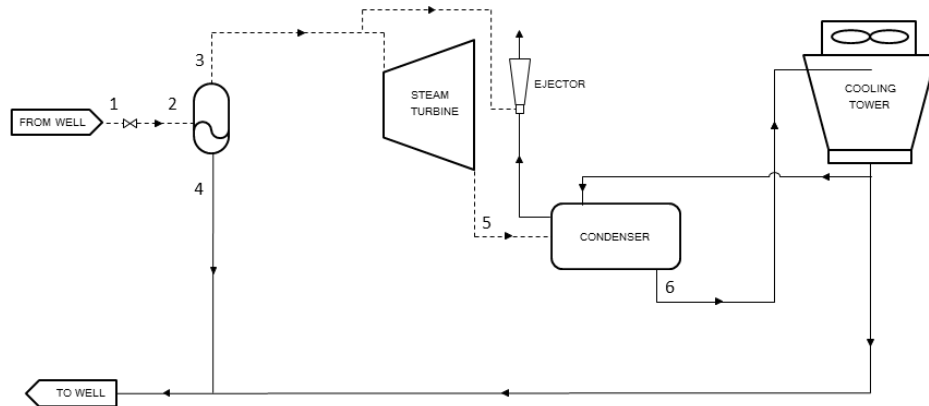 3
1
2
FROM WELL
STEAM
TURBINE
EJECTOR
COOLING
TOWER
4
5
CONDENSER
6
TO WELL